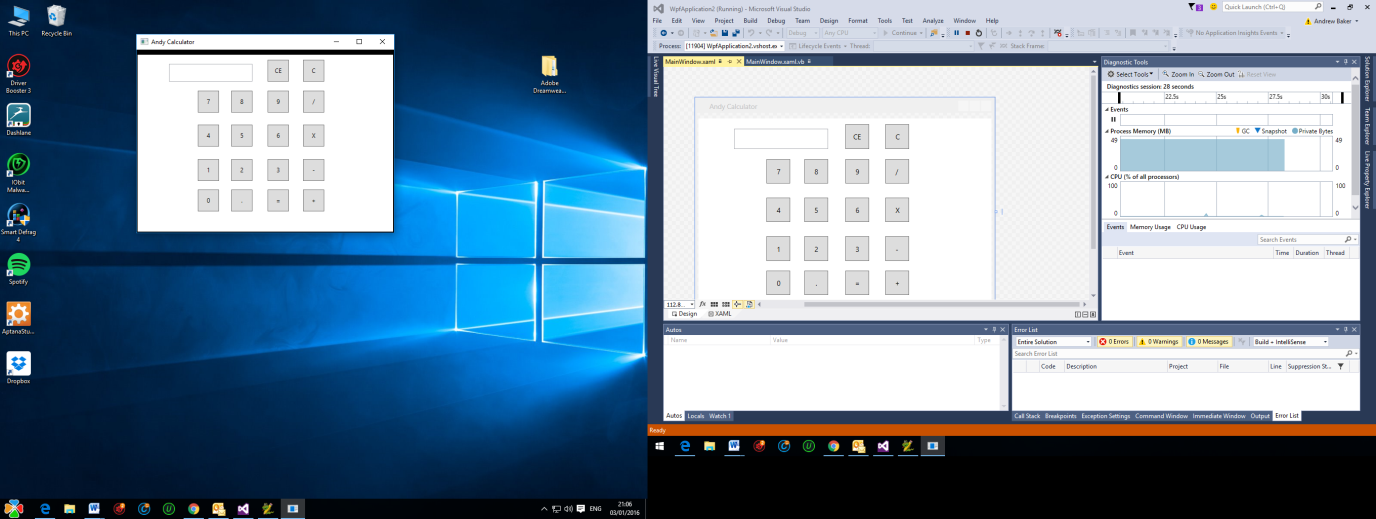 This PC
Recycle Bin
Driver
Booster 3
Dashlane
IObit
Malwa...
Smart Defrag
4
Spotify
AptanaStu...
Dropbox
Adobe
Dreamwea...
Andy Calculator
CE C
7 8 9 /
4 5 6 X
1 2 3 -
0 . = +
ENG
21:06
03/01/2016
WpfApplication2 (Running) - Microsoft Visual Studio
Quick Launch (Ctrl+Q)
File Edit View Project Build Debug Team Design Format Tools Test Analyze Window Help
Andrew Baker
Debug Any CPU Continue
No Application Insights Events
Process: [11904] WpfApplication2.vshost.ex Lifecycle Events Thread: Stack Frame:
Live Visual Tree
MainWindow.xaml MainWindow.xaml.vb
Andy Calculator
CE C
7 8 9 /
4 5 6 X
1 2 3 -
0 . = +
112.8...
Design XAML
Diagnostic Tools
Select Tools Zoom In Zoom Out Reset View
Diagnostics session: 28 seconds
22.5s 25s 27.5s 30s
Events
Process Memory (MB) GC Snapshot Private Bytes
49 49
0 0
CPU (% of all processors)
100 100
0 0
Events Memory Usage CPU Usage
Search Events
Event Time Duration Thread
Solution Explorer
Team Explorer
Live Property Explorer
Autos
Name Value Type
Autos Locals Watch 1
Error List
Entire Solution 0 Errors 0 Warnings 0 Messages Build + IntelliSense
Search Error List
Code Description Project File Line Suppression St...
Call Stack Breakpoints Exception Settings Command Window Immediate Window Output Error List
Ready